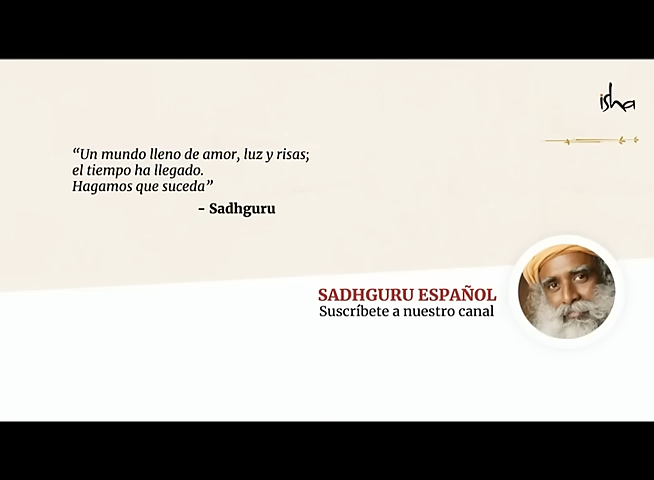 isha
“Un mundo lleno de amor, luz y risas;
el tiempo ha llegado.
Hagamos que suceda”
- Sadhguru
SADHGURU ESPAÑOL
Suscríbete a nuestro canal